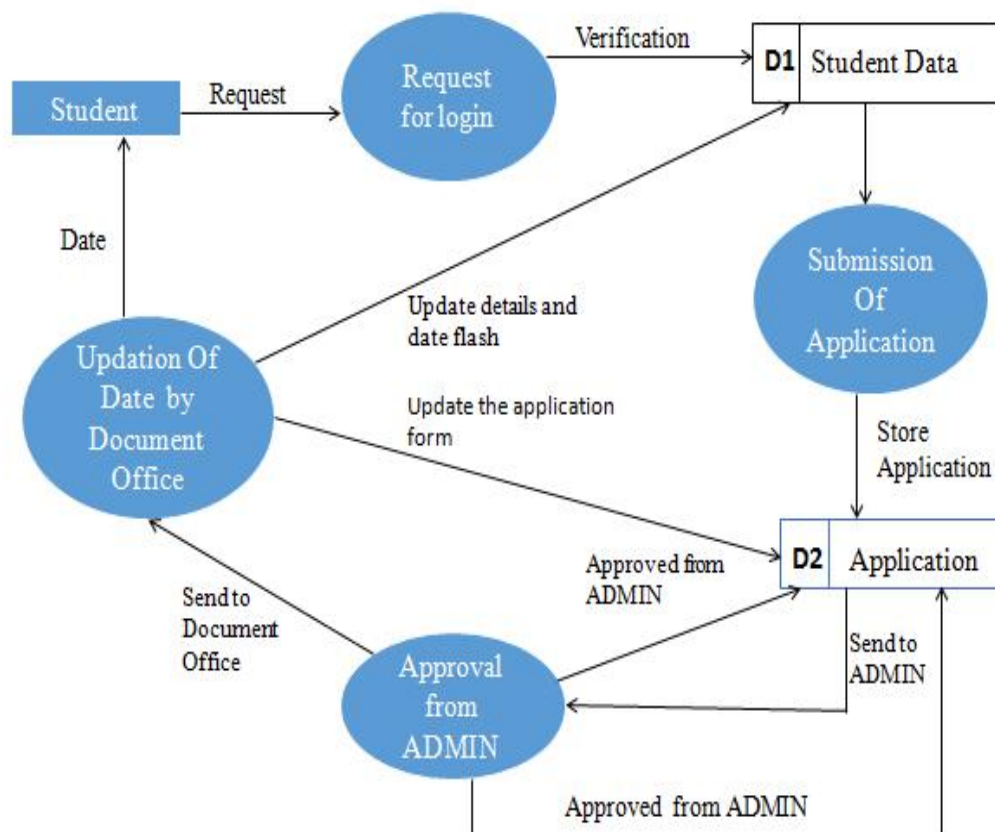 Verification
D1 Student Data
Request
for login
Student
Request
Date
Submission
Of
Application
Update details and
date flash
Updation Of
Date by
Document
Office
Update the application
form
Store
Application
D2 Application
Approved from
ADMIN
Send to
Document
Office
Send to
ADMIN
Approval
from
ADMIN
Approved from ADMIN